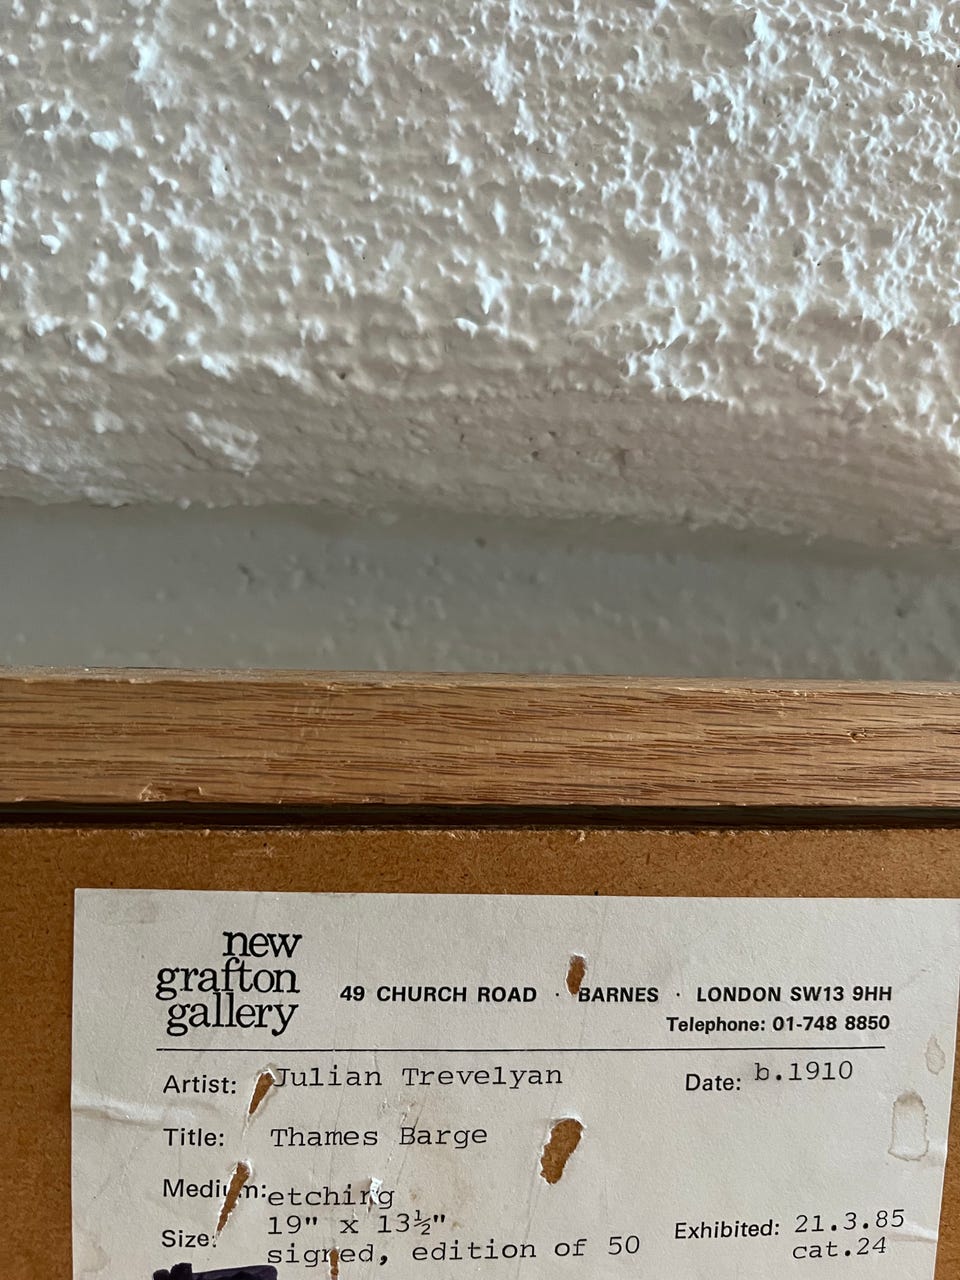 new
grafton
gallery
49 CHURCH ROAD · BARNES · LONDON SW13 9HH
Telephone: 01-748 8850
Artist: Julian Trevelyan Date: b.1910
Title: Thames Barge
Medium: etching
Size: 19" x 13½" Exhibited: 21.3.85
signed, edition of 50 cat.24